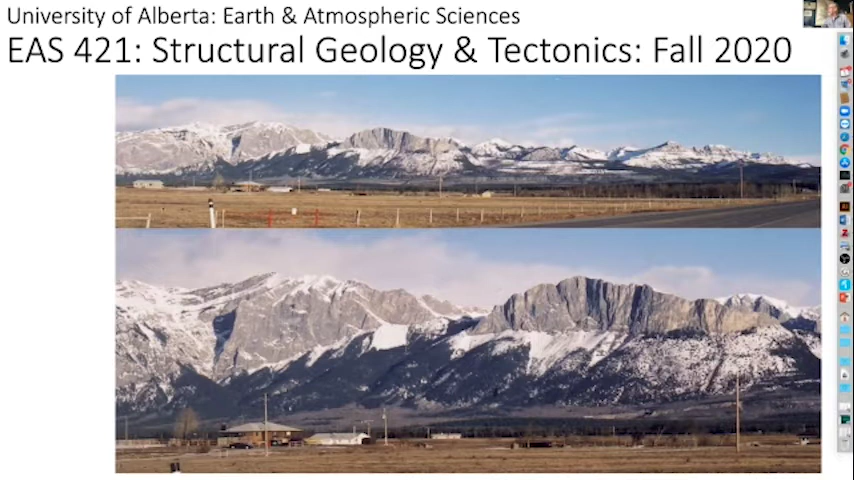 University of Alberta: Earth & Atmospheric Sciences
EAS 421: Structural Geology & Tectonics: Fall 2020